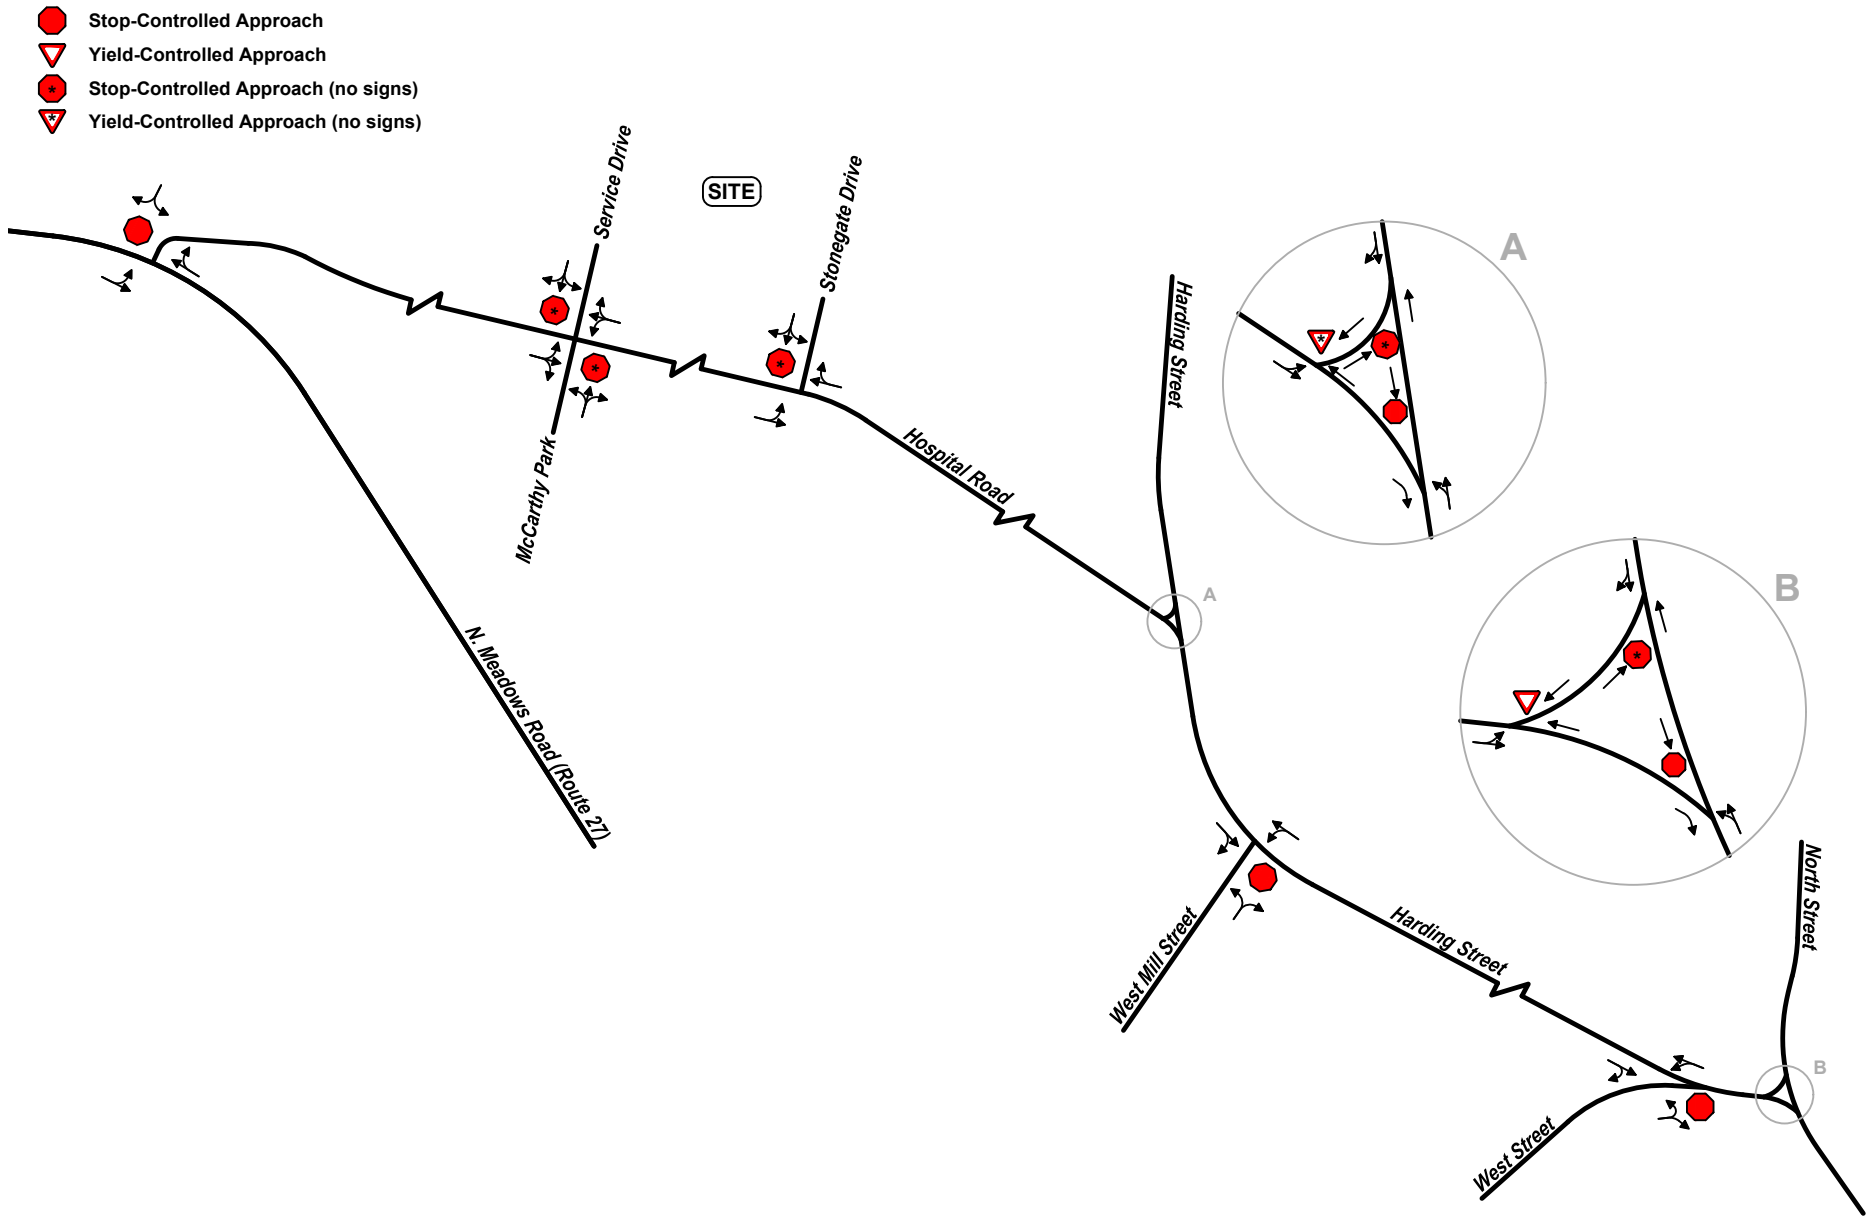 Stop-Controlled Approach
Yield-Controlled Approach
* Stop-Controlled Approach (no signs)
* Yield-Controlled Approach (no signs)
Service Drive
SITE
Stonegate Drive
A
Harding Street
*
*
*
*
*
McCarthy Park
Hospital Road
B
A
N. Meadows Road (Route 27)
*
North Street
West Mill Street
Harding Street
B
West Street